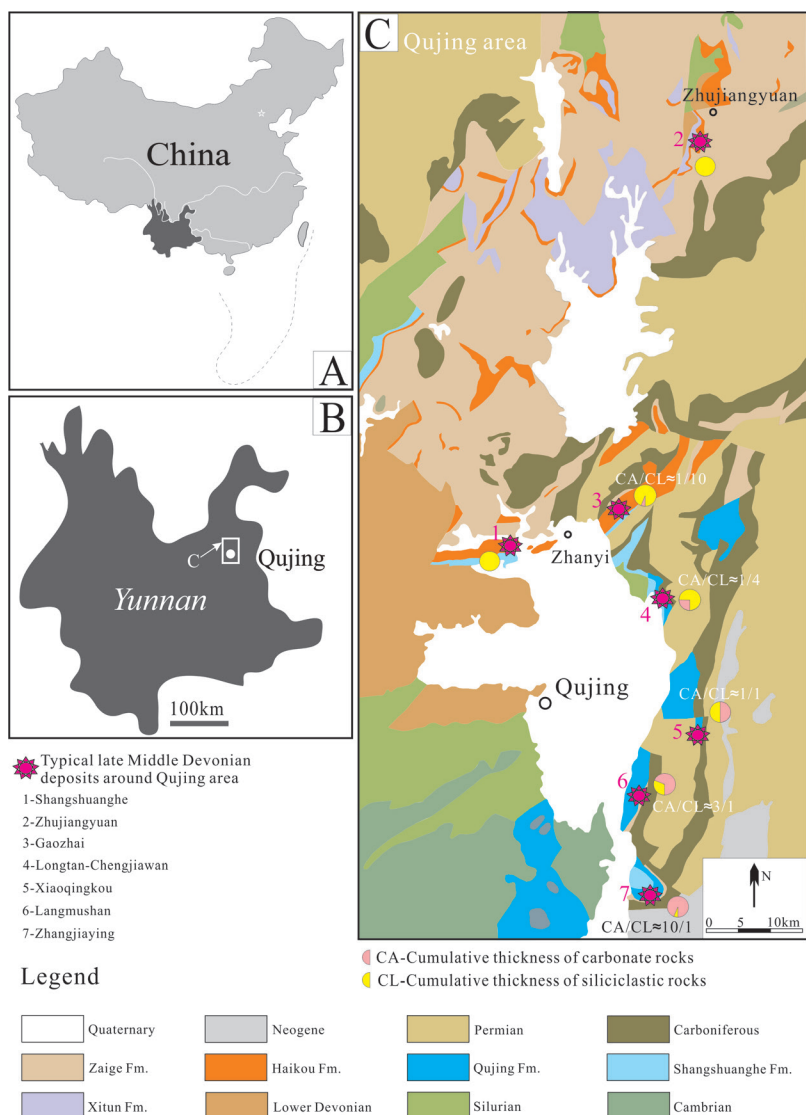 China
A
B
C
Qujing
Yunnan
100km
Typical late Middle Devonian
deposits around Qujing area
1-Shangshuanghe
2-Zhujiangyuan
3-Gaozhai
4-Longtan-Chengjiawan
5-Xiaoqingkou
6-Langmushan
7-Zhangjiaying
C
Qujing area
Zhujiangyuan
2
CA/CL≈1/10
3
1
Zhanyi
CA/CL≈1/4
4
Qujing
CA/CL≈1/1
5
6
CA/CL≈3/1
7
CA/CL≈10/1
N
0 5 10km
CA-Cumulative thickness of carbonate rocks
CL-Cumulative thickness of siliciclastic rocks
Legend
Quaternary
Neogene
Permian
Carboniferous
Zaige Fm.
Haikou Fm.
Qujing Fm.
Shangshuanghe Fm.
Xitun Fm.
Lower Devonian
Silurian
Cambrian